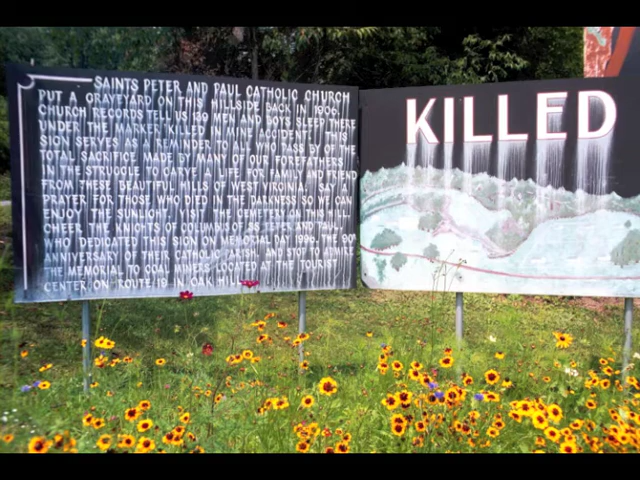 SAINTS PETER AND PAUL CATHOLIC CHURCH
PUT A GRAVEYARD ON THIS HILLSIDE BACK IN 1906.
CHURCH RECORDS TELL US 139 MEN AND BOYS SLEEP THERE
UNDER THE MARKER KILLED IN MINE ACCIDENT. THIS
SIGN SERVES AS A REMINDER TO ALL WHO PASS BY OF THE
TOTAL SACRIFICE MADE BY MANY OF OUR FOREFATHERS
IN THE STRUGGLE TO CARVE A LIFE FOR FAMILY AND FRIEND
FROM THESE BEAUTIFUL HILLS OF WEST VIRGINIA. SAY A
PRAYER FOR THOSE WHO DIED IN THE DARKNESS SO WE CAN
ENJOY THE SUNLIGHT. VISIT THE CEMETERY ON THIS HILL.
CHEER THE KNIGHTS OF COLUMBUS OF SS PETER AND PAUL
WHO DEDICATED THIS SIGN ON MEMORIAL DAY 1996. THE 90
ANNIVERSARY OF THEIR CATHOLIC PARISH. AND STOP OUR AT
THE MEMORIAL TO COAL MINERS LOCATED AT THE TOURIST
CENTER ON ROUTE 19 IN OAK HILL
KILLED